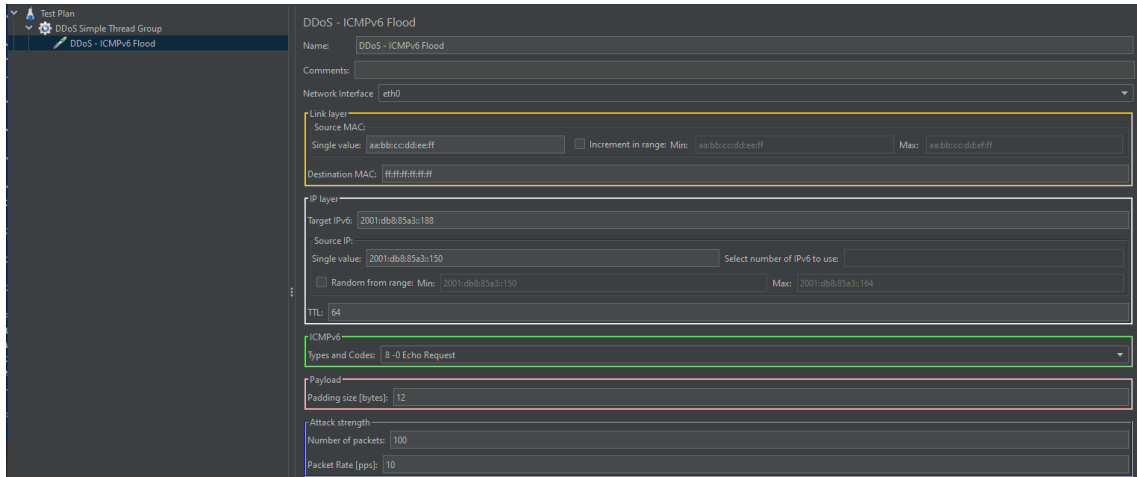 Test Plan
DDoS Simple Thread Group
DDoS - ICMPv6 Flood
DDoS - ICMPv6 Flood
Name: DDoS - ICMPv6 Flood
Comments:
Network Interface eth0
Link layer
Source MAC:
Single value: aa:bb:cc:dd:ee:ff Increment in range: Min: aa:bb:cc:dd:ee:ff Max: aa:bb:cc:dd:ef:ff
Destination MAC: ff:ff:ff:ff:ff:ff
IP layer
Target IPv6: 2001:db8:85a3::188
Source IP:
Single value: 2001:db8:85a3::150 Select number of IPv6 to use:
Random from range: Min: 2001:db8:85a3::150 Max: 2001:db8:85a3::164
TTL: 64
ICMPv6
Types and Codes: 8 -0 Echo Request
Payload
Padding size [bytes]: 12
Attack strength
Number of packets: 100
Packet Rate [pps]: 10